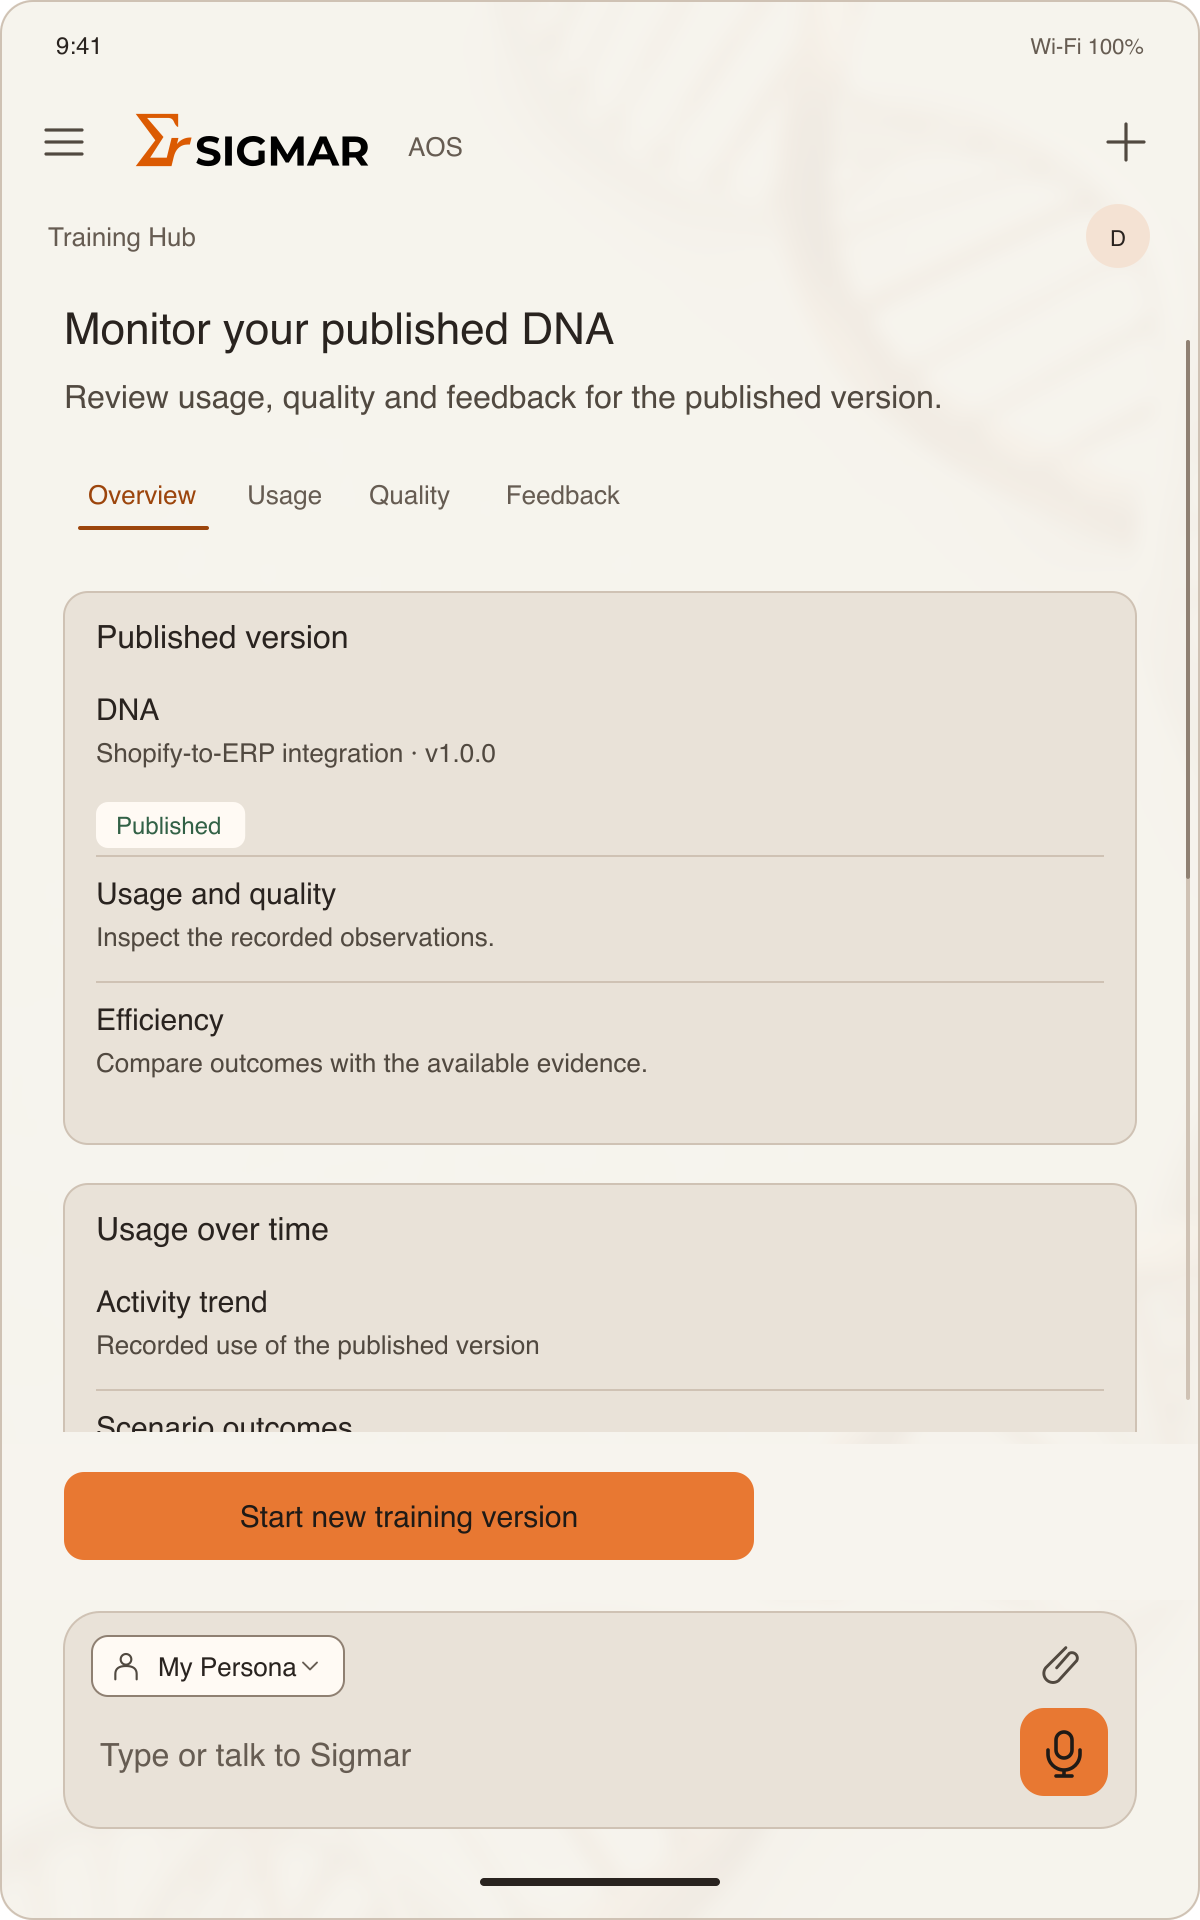 9:41
Wi-Fi 100%
Σr SIGMAR AOS
Training Hub
D
Monitor your published DNA
Review usage, quality and feedback for the published version.
Overview Usage Quality Feedback
Published version
DNA
Shopify-to-ERP integration · v1.0.0
Published
Usage and quality
Inspect the recorded observations.
Efficiency
Compare outcomes with the available evidence.
Usage over time
Activity trend
Recorded use of the published version
Scenario outcomes
Start new training version
My Persona
Type or talk to Sigmar